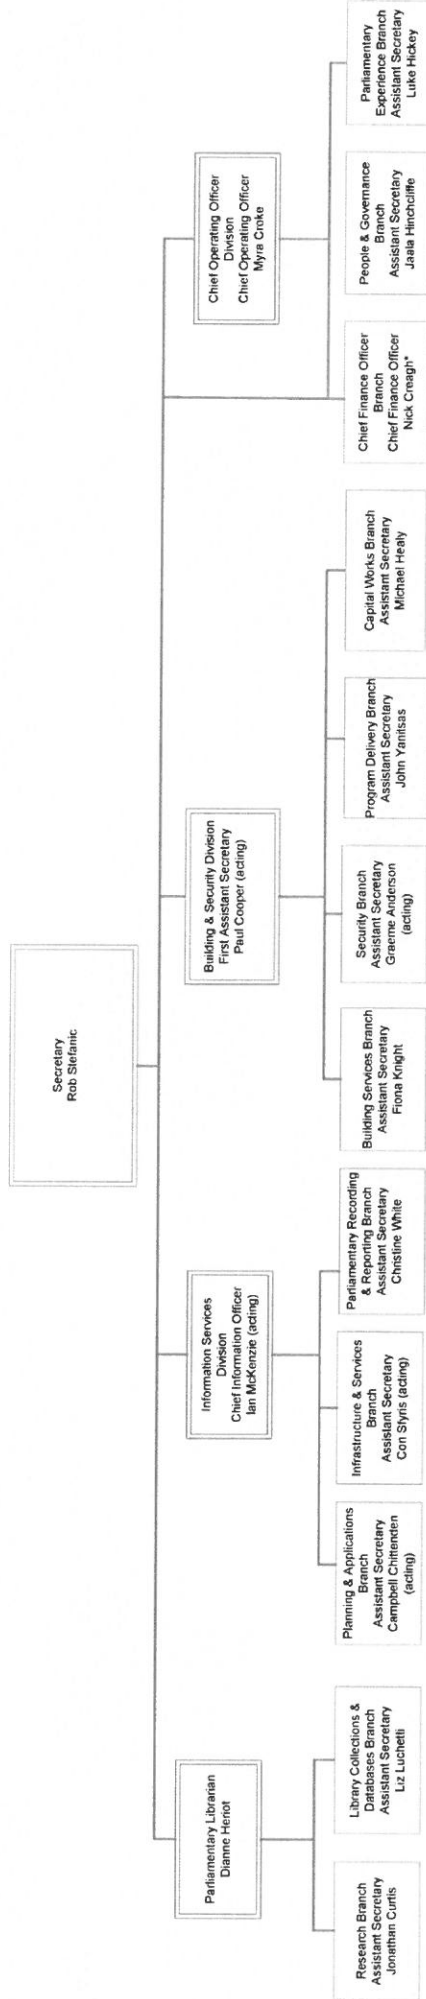 Secretary
Rob Stefanic
Parliamentary Librarian
Dianne Heriot
Information Services
Division
Chief Information Officer
Ian McKenzie (acting)
Building & Security Division
First Assistant Secretary
Paul Cooper (acting)
Chief Operating Officer
Division
Chief Operating Officer
Myra Croke
Research Branch
Assistant Secretary
Jonathan Curtis
Library Collections &
Databases Branch
Assistant Secretary
Liz Luchetti
Planning & Applications
Branch
Assistant Secretary
Campbell Chittenden
(acting)
Infrastructure & Services
Branch
Assistant Secretary
Con Sfyris (acting)
Parliamentary Recording
& Reporting Branch
Assistant Secretary
Christine White
Building Services Branch
Assistant Secretary
Fiona Knight
Security Branch
Assistant Secretary
Graeme Anderson
(acting)
Program Delivery Branch
Assistant Secretary
John Yanitsas
Capital Works Branch
Assistant Secretary
Michael Healy
Chief Finance Officer
Branch
Chief Finance Officer
Nick Creagh*
People & Governance
Branch
Assistant Secretary
Jaala Hinchcliffe
Parliamentary
Experience Branch
Assistant Secretary
Luke Hickey